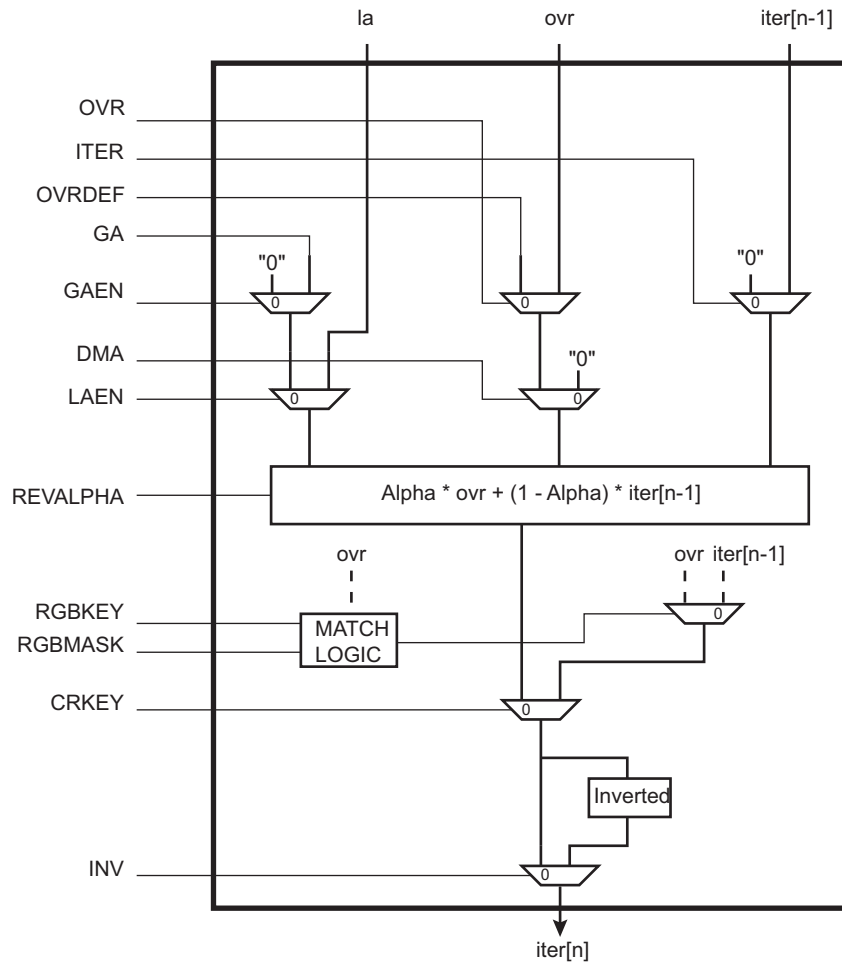 la ovr iter[n-1]
OVR
ITER
OVRDEF
GA
"0" "0"
GAEN 0 0 0
DMA "0"
LAEN 0 0
REVALPHA Alpha * ovr + (1 - Alpha) * iter[n-1]
ovr ovr iter[n-1]
RGBKEY 0
MATCH
RGBMASK LOGIC
CRKEY 0
Inverted
INV 0
iter[n]